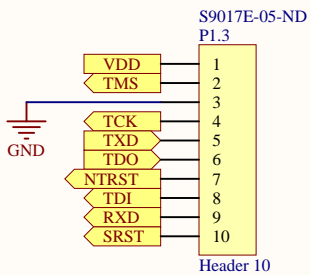 S9017E-05-ND
P1.3
VDD 1
TMS 2
3
GND
TCK 4
TXD 5
TDO 6
NTRST 7
TDI 8
RXD 9
SRST 10
Header 10